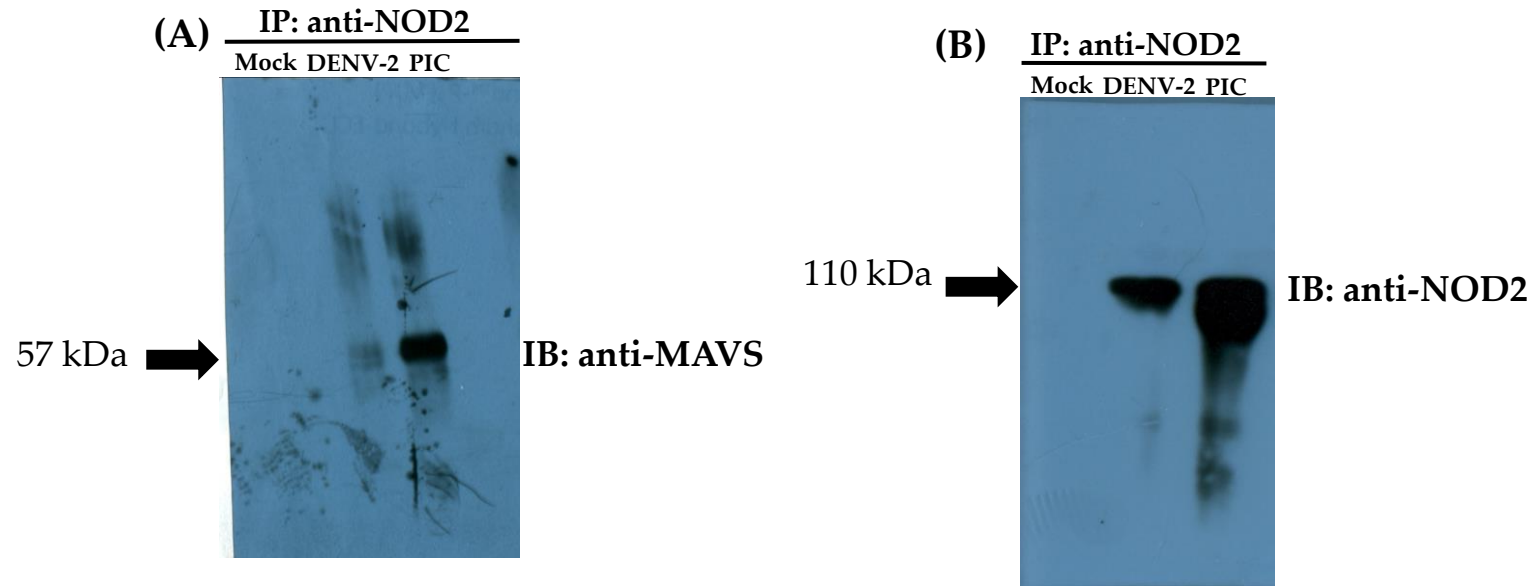 (A) IP: anti-NOD2
Mock DENV-2 PIC
57 kDa
IB: anti-MAVS
(B) IP: anti-NOD2
Mock DENV-2 PIC
110 kDa
IB: anti-NOD2